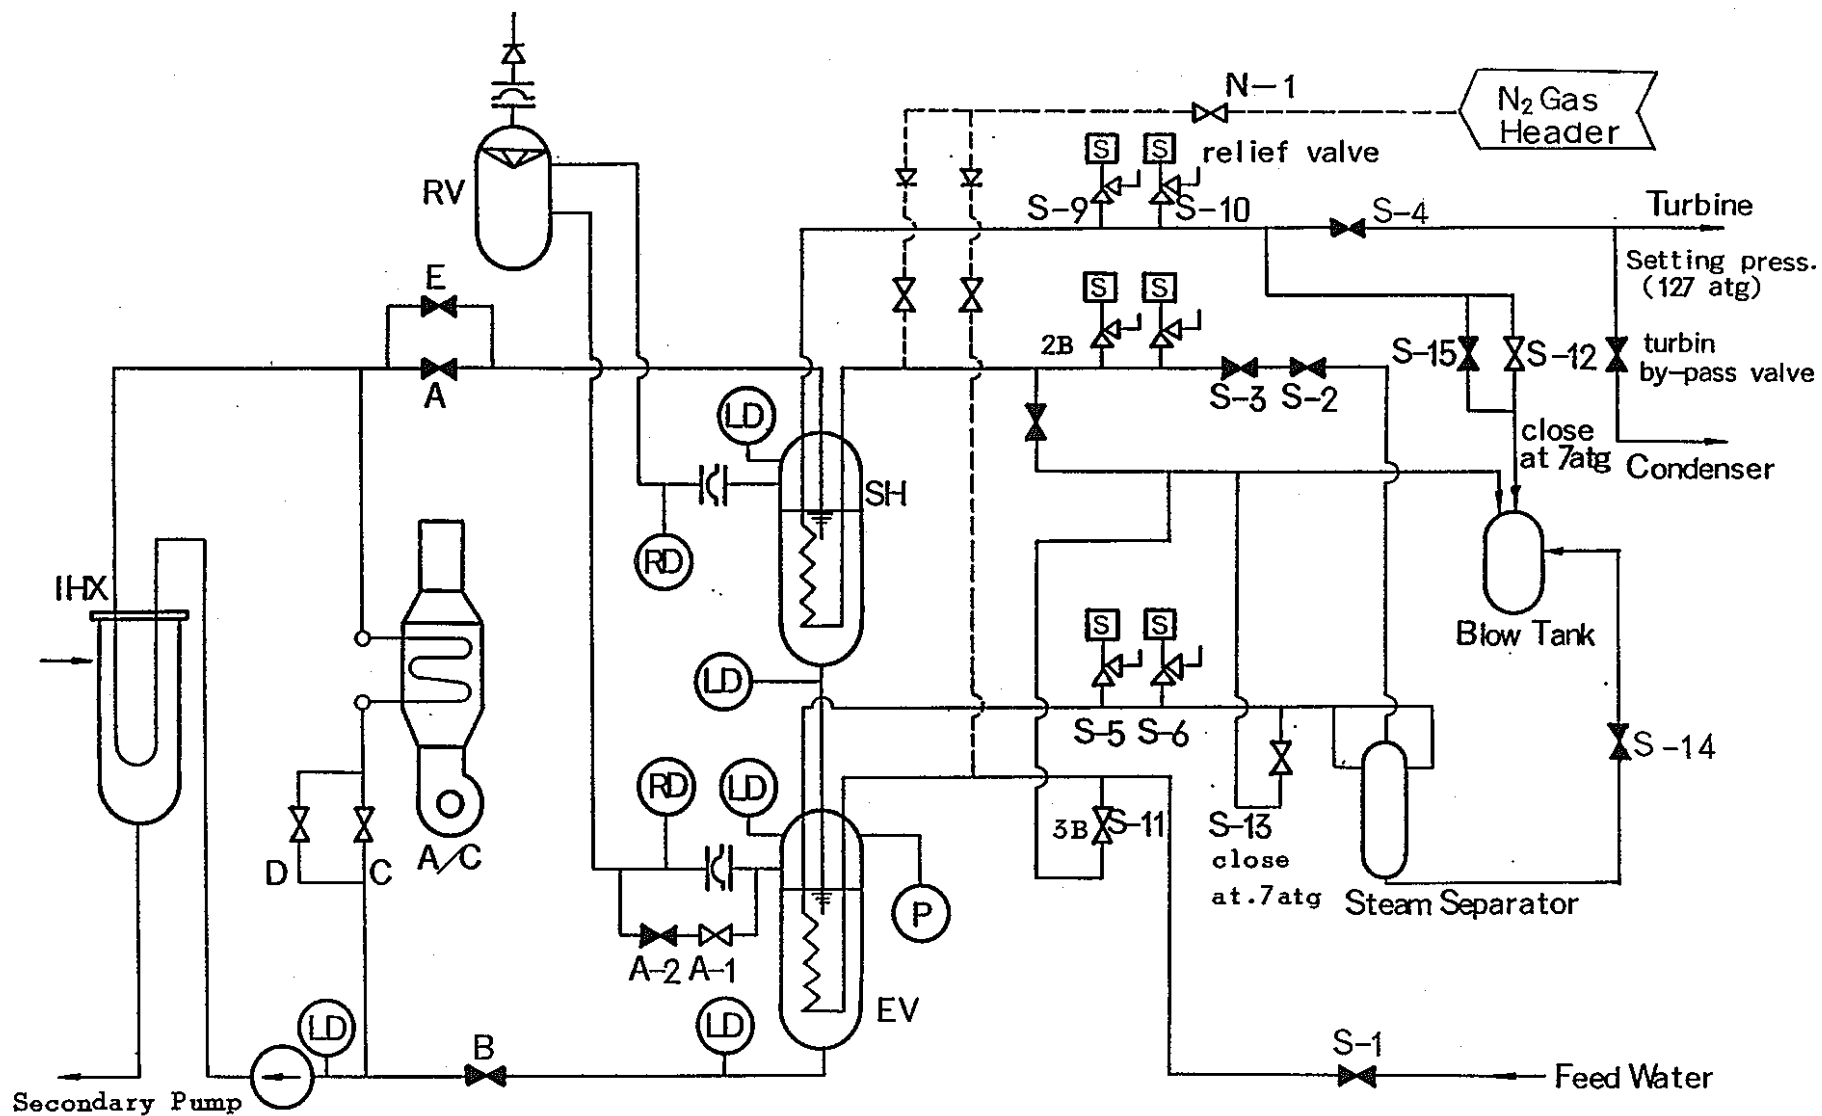 N-1
N2 Gas
Header
S
S
relief valve
RV
S-9
S-10
S-4
Turbine
Setting press.
(127 atg)
E
S
S
2B
S-3
S-2
S-15
S-12
turbin
by-pass valve
A
LD
close
at 7atg
Condenser
SH
RD
IHX
S
S
Blow Tank
LD
S-5
S-6
S-14
RD
LD
D
C
A/C
3B
S-11
S-13
close
at.7atg
Steam Separator
P
A-2
A-1
EV
LD
LD
B
S-1
Feed Water
Secondary Pump